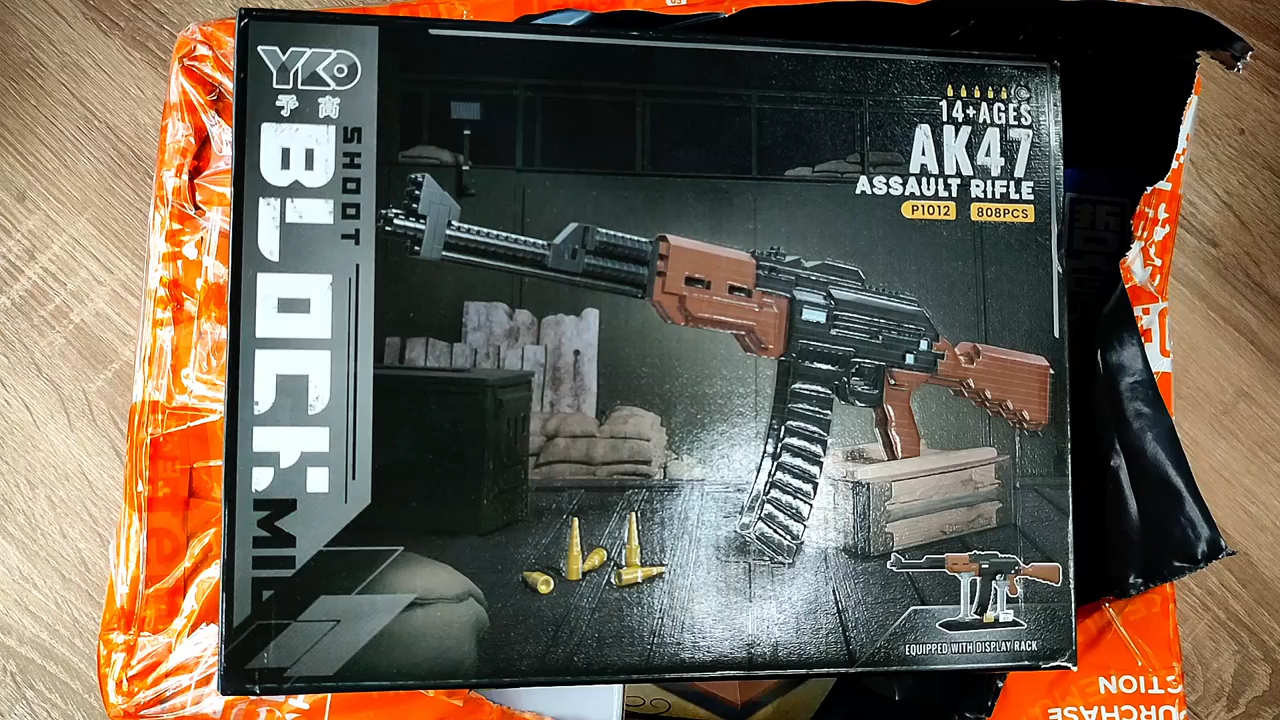 YKO
予高
SHOOT
BLOCK
14+AGES
AK47
ASSAULT RIFLE
P1012
808PCS
EQUIPPED WITH DISPLAY RACK